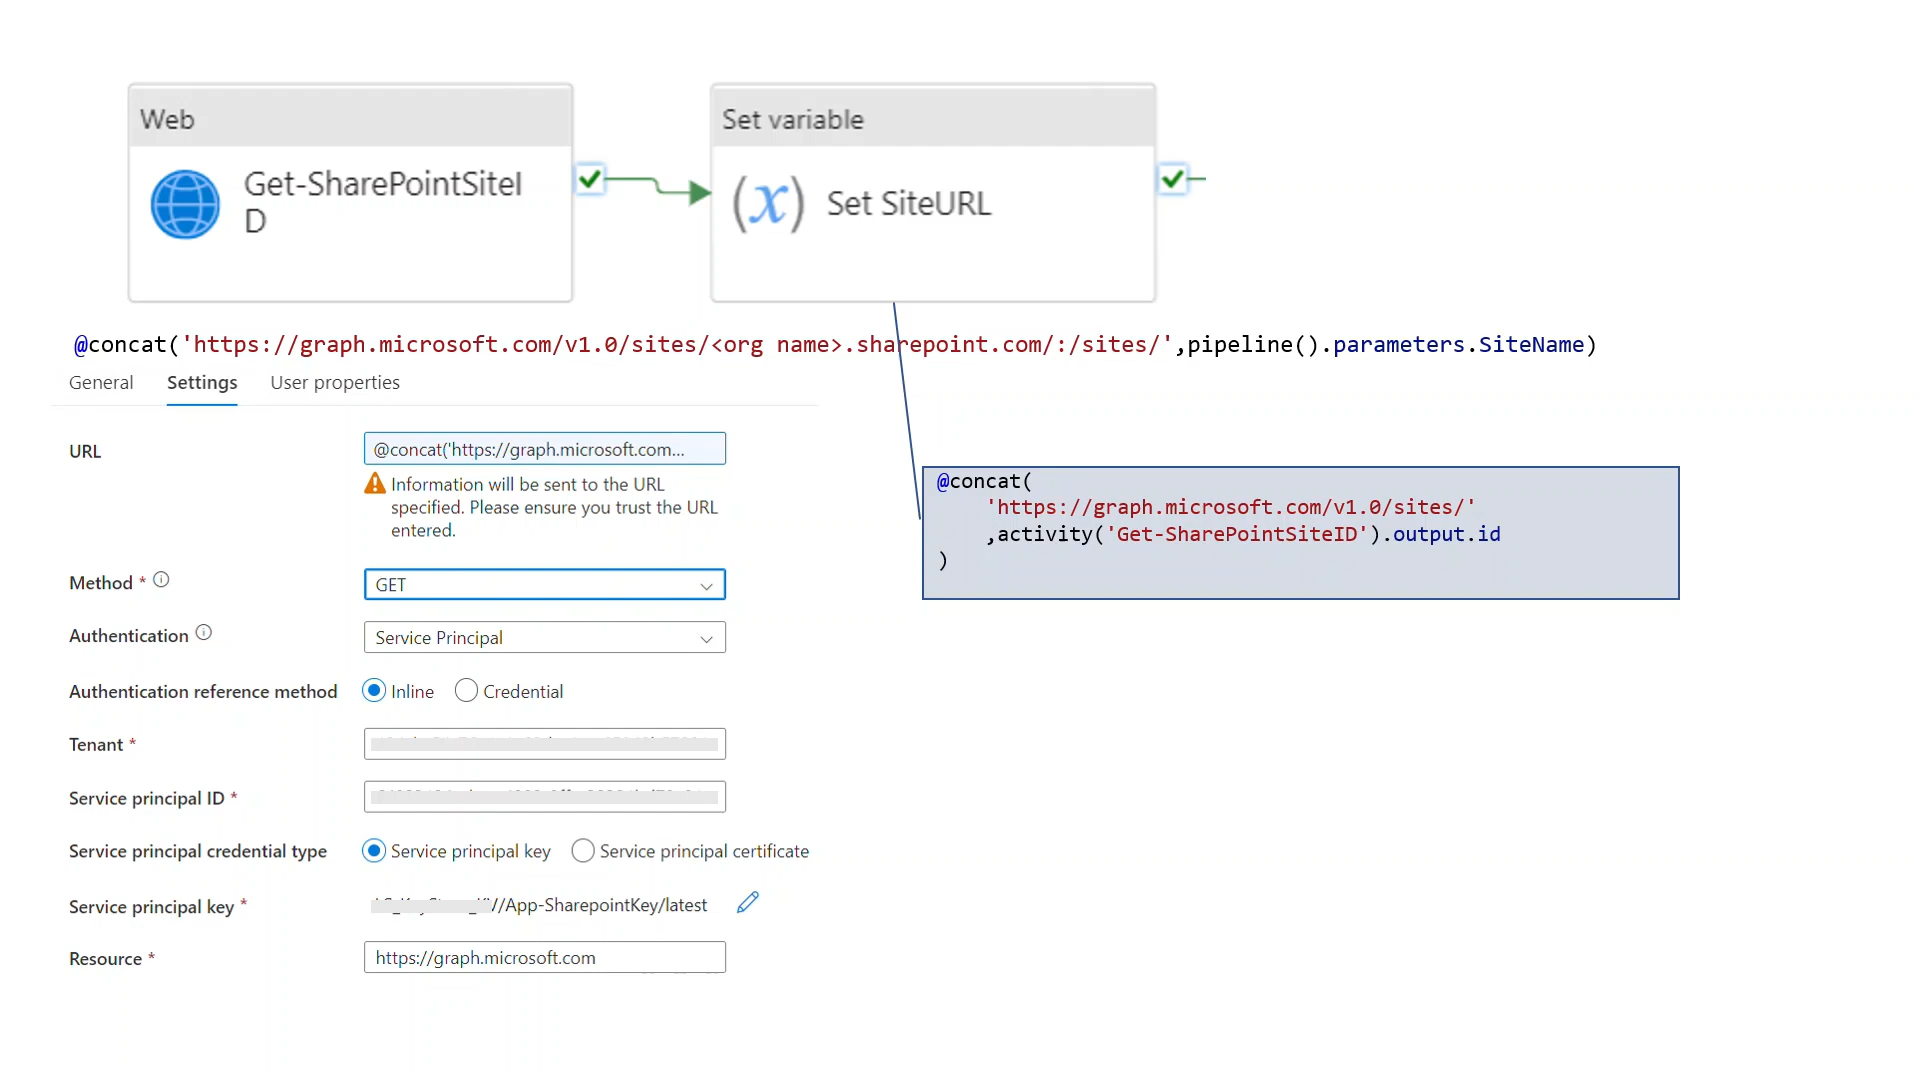 Web
Get-SharePointSiteI
D
Set variable
(x) Set SiteURL
@concat('https://graph.microsoft.com/v1.0/sites/<org name>.sharepoint.com/:/sites/',pipeline().parameters.SiteName)
General Settings User properties
URL @concat('https://graph.microsoft.com...
Information will be sent to the URL
specified. Please ensure you trust the URL
entered.
@concat(
'https://graph.microsoft.com/v1.0/sites/'
,activity('Get-SharePointSiteID').output.id
)
Method * GET
Authentication Service Principal
Authentication reference method Inline Credential
Tenant *
Service principal ID *
Service principal credential type Service principal key Service principal certificate
Service principal key * /App-SharepointKey/latest
Resource * https://graph.microsoft.com